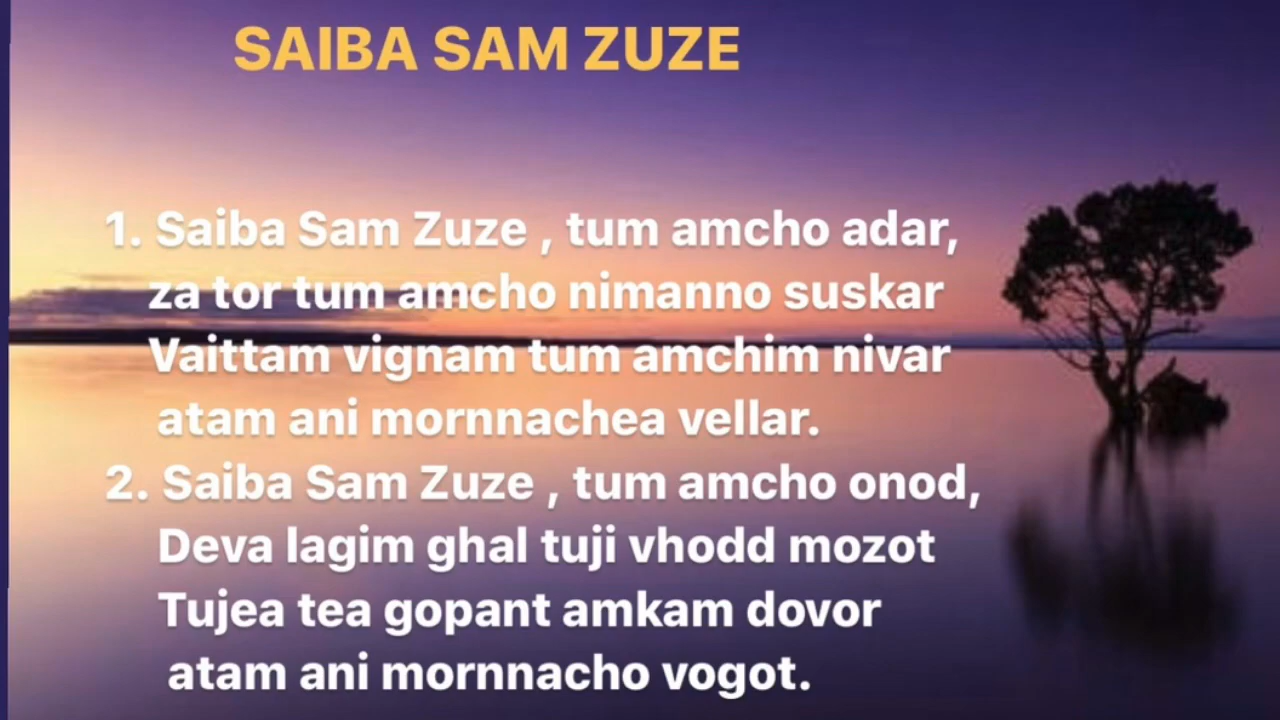 SAIBA SAM ZUZE
1. Saiba Sam Zuze , tum amcho adar,
za tor tum amcho nimanno suskar
Vaittam vignam tum amchim nivar
atam ani mornnachea vellar.
2. Saiba Sam Zuze , tum amcho onod,
Deva lagim ghal tuji vhodd mozot
Tujea tea gopant amkam dovor
atam ani mornnacho vogot.